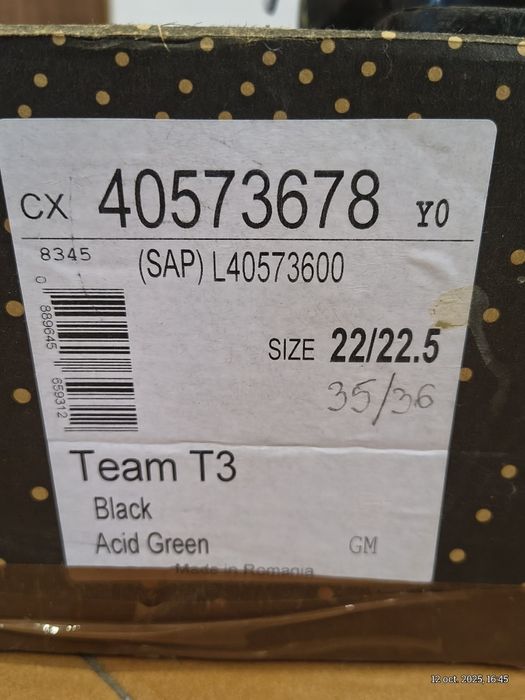 CX 40573678 Y0
8345 (SAP) L40573600
0 889645 659312
SIZE 22/22.5
35/36
Team T3
Black
Acid Green GM
Made in Romania
12 oct. 2025, 16:45